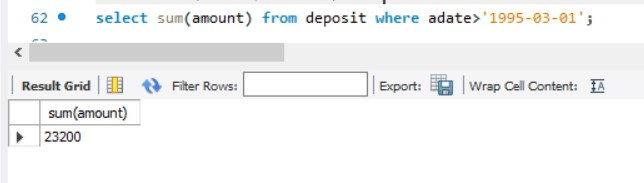 62 select sum(amount) from deposit where adate>'1995-03-01';
Result Grid Filter Rows: Export: Wrap Cell Content: IA
sum(amount)
23200